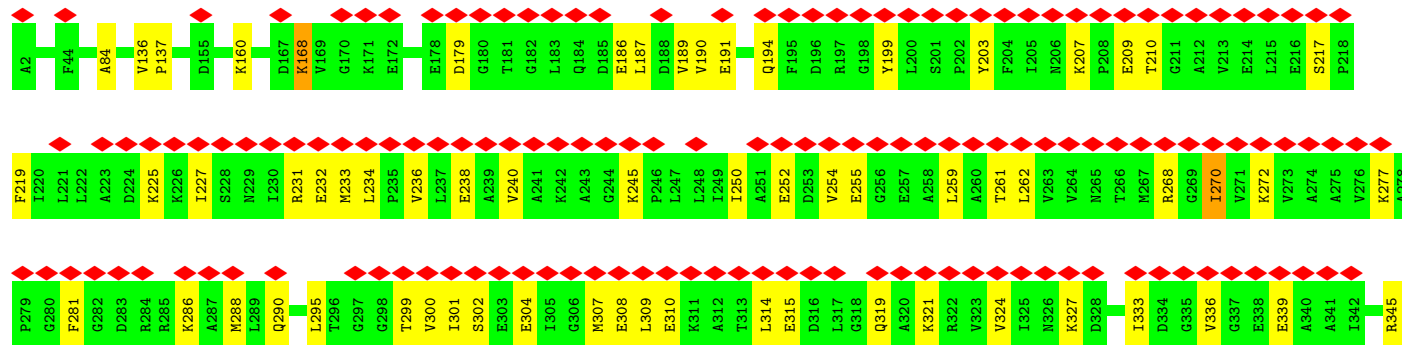 A2 F44 A84 V136 P137 D155 K160 D167 K168 V169 G170 K171 E172 E178 D179 G180 T181 G182 L183 Q184 D185 E186 L187 D188 V189 V190 E191 Q194 F195 D196 R197 G198 Y199 L200 S201 P202 Y203 F204 I205 N206 K207 P208 E209 T210 G211 A212 V213 E214 L215 E216 S217 P218
F219 I220 L221 L222 A223 D224 K225 K226 I227 S228 N229 I230 R231 E232 M233 L234 P235 V236 L237 E238 A239 V240 A241 K242 A243 G244 K245 P246 L247 L248 I249 I250 A251 E252 D253 V254 E255 G256 E257 A258 L259 A260 T261 L262 V263 V264 N265 T266 M267 R268 G269 I270 V271 K272 V273 A274 A275 V276 K277 A278
P279 G280 F281 G282 D283 R284 R285 K286 A287 M288 L289 Q290 L295 T296 G297 G298 T299 V300 I301 S302 E303 E304 I305 G306 M307 E308 L309 E310 K311 A312 T313 L314 E315 D316 L317 G318 Q319 A320 K321 R322 V323 V324 I325 N326 K327 D328 I333 D334 G335 V336 G337 E338 E339 A340 A341 I342 R345